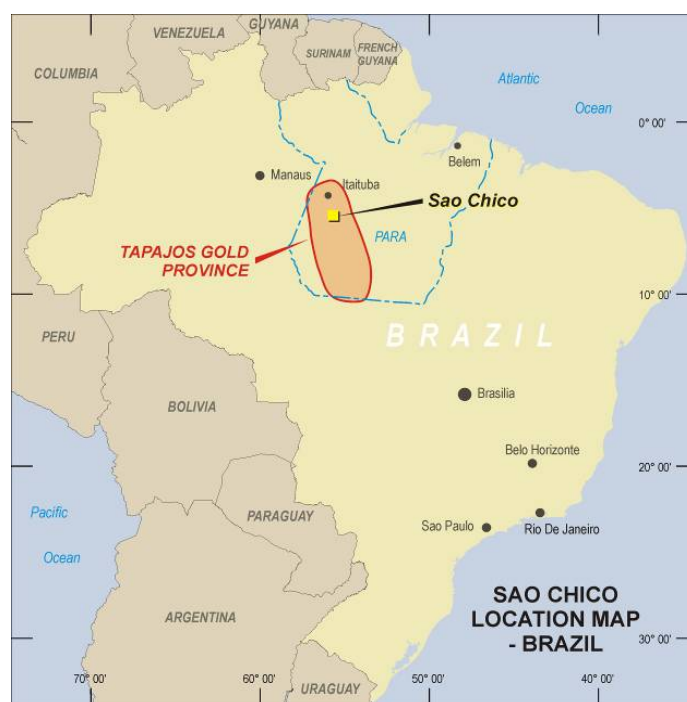 GUYANA
VENEZUELA
SURINAM
FRENCH
GUYANA
COLUMBIA
Atlantic
Ocean
0° 00'
Belem
Manaus
Itaituba
Sao Chico
PARA
TAPAJOS GOLD
PROVINCE
10° 00'
PERU
BRAZIL
Brasilia
BOLIVIA
Belo Horizonte
20° 00'
Pacific
Ocean
PARAGUAY
Sao Paulo
Rio De Janeiro
SAO CHICO
LOCATION MAP
- BRAZIL
ARGENTINA
30° 00'
URAGUAY
70° 00'
60° 00'
50° 00'
40° 00'